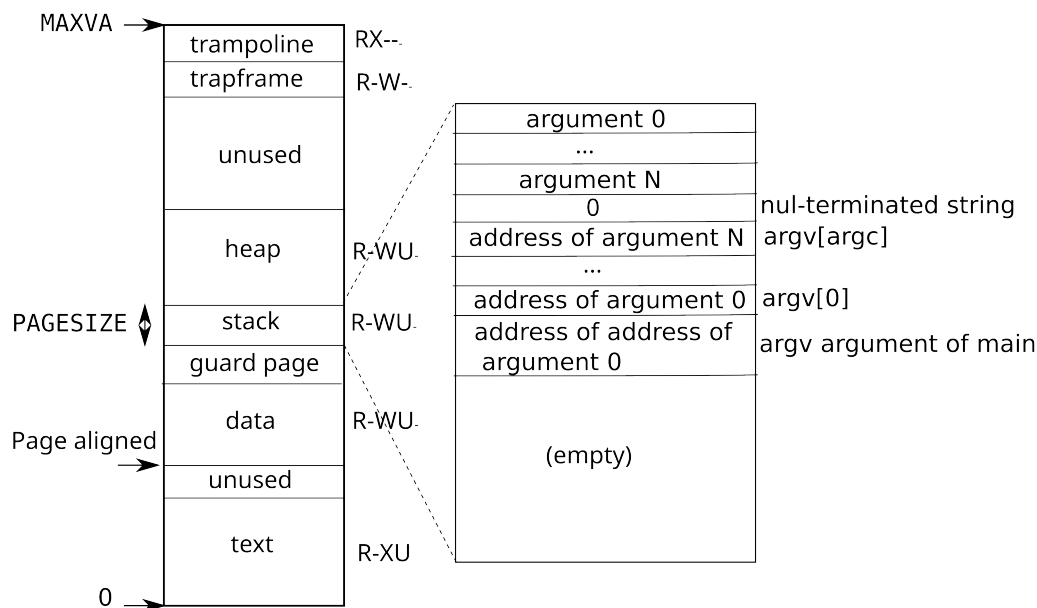 MAXVA
trampoline
RX--
trapframe
R-W-
unused
heap
R-WU
PAGESIZE
stack
R-WU
guard page
data
R-WU
Page aligned
unused
text
R-XU
0
argument 0
...
argument N
0
nul-terminated string
address of argument N
argv[argc]
...
address of argument 0
argv[0]
address of address of
argument 0
argv argument of main
(empty)